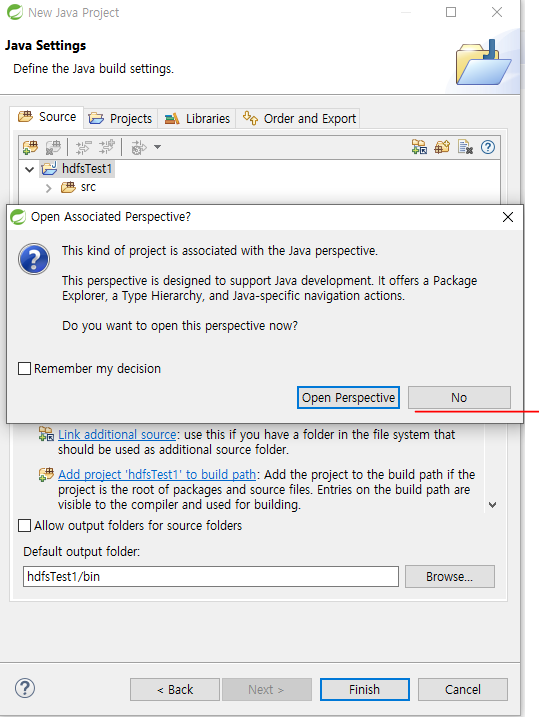 New Java Project
Java Settings
Define the Java build settings.
Source
Projects
Libraries
Order and Export
hdfsTest1
src
Open Associated Perspective?
This kind of project is associated with the Java perspective.
This perspective is designed to support Java development. It offers a Package
Explorer, a Type Hierarchy, and Java-specific navigation actions.
Do you want to open this perspective now?
Remember my decision
Open Perspective
No
Link additional source: use this if you have a folder in the file system that
should be used as additional source folder.
Add project 'hdfsTest1' to build path: Add the project to the build path if the
project is the root of packages and source files. Entries on the build path are
visible to the compiler and used for building.
Allow output folders for source folders
Default output folder:
hdfsTest1/bin
Browse...
< Back
Next >
Finish
Cancel